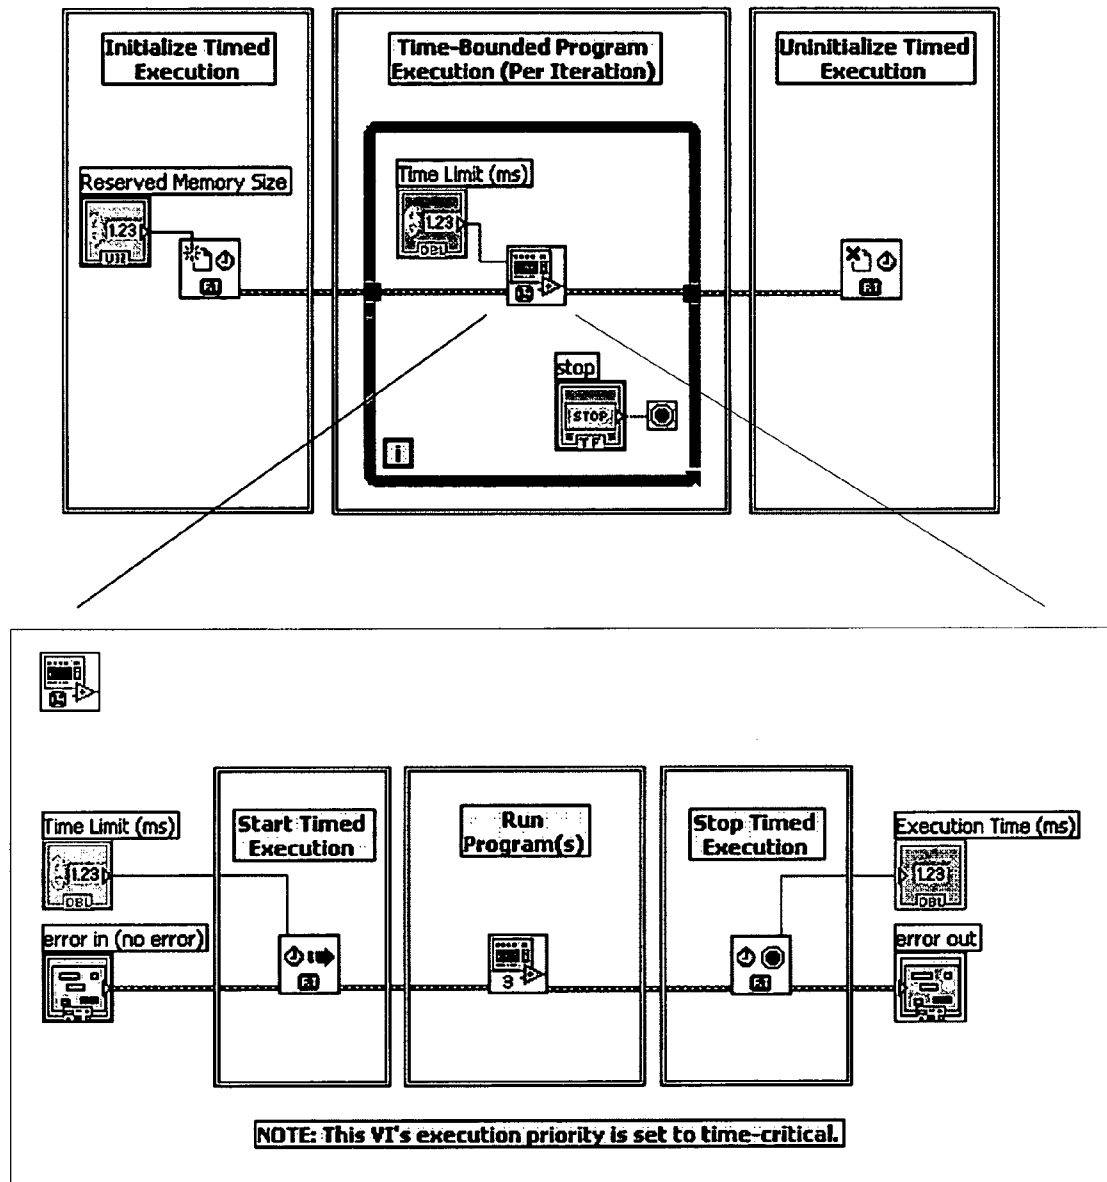 Initialize Timed
Execution
Time-Bounded Program
Execution (Per Iteration)
Uninitialize Timed
Execution
Reserved Memory Size
1.23
U32
Time Limit (ms)
1.23
DBL
stop
STOP
TF
i
Time Limit (ms)
1.23
DBL
error in (no error)
Start Timed
Execution
Run
Program(s)
3
Stop Timed
Execution
Execution Time (ms)
1.23
DBL
error out
NOTE: This VI's execution priority is set to time-critical.